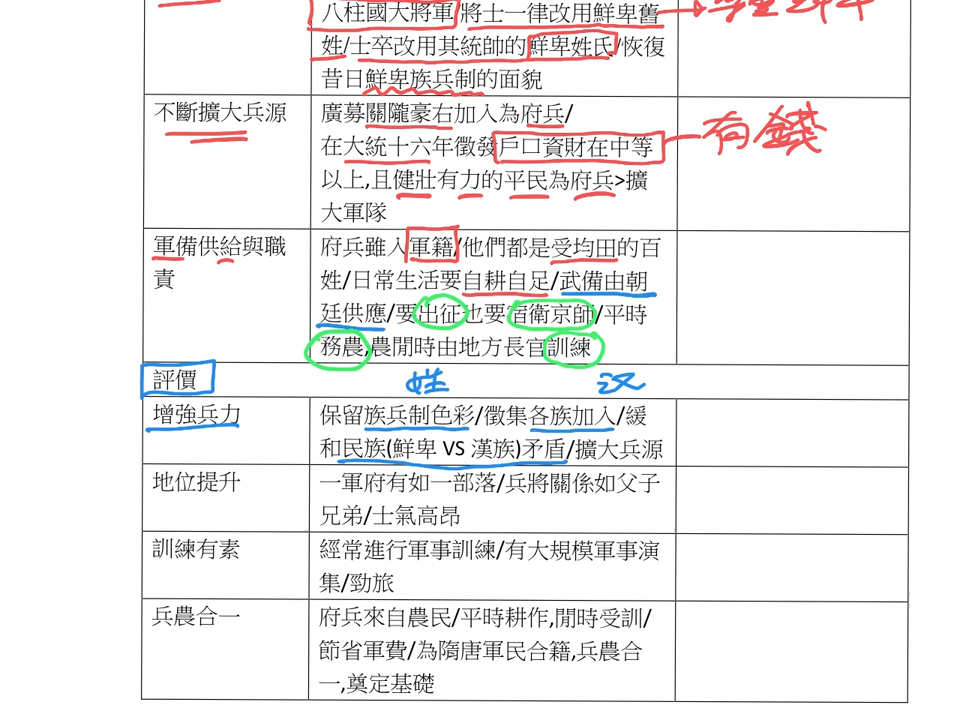 八柱國大將軍 將士一律改用鮮卑舊
姓/士卒改用其統帥的鮮卑姓氏/恢復
昔日鮮卑族兵制的面貌
不斷擴大兵源
廣募關隴豪右加入為府兵/
在大統十六年徵發戶口資財在中等
以上,且健壯有力的平民為府兵>擴
大軍隊
有錢
軍備供給與職
責
府兵雖入軍籍/他們都是受均田的百
姓/日常生活要自耕自足/武備由朝
廷供應/要出征也要宿衛京師/平時
務農,農閒時由地方長官訓練
評價
姓 汉
增強兵力
保留族兵制色彩/徵集各族加入/緩
和民族(鮮卑 VS 漢族)矛盾/擴大兵源
地位提升
一軍府有如一部落/兵將關係如父子
兄弟/士氣高昂
訓練有素
經常進行軍事訓練/有大規模軍事演
集/勁旅
兵農合一
府兵來自農民/平時耕作,閒時受訓/
節省軍費/為隋唐軍民合籍,兵農合
一,奠定基礎